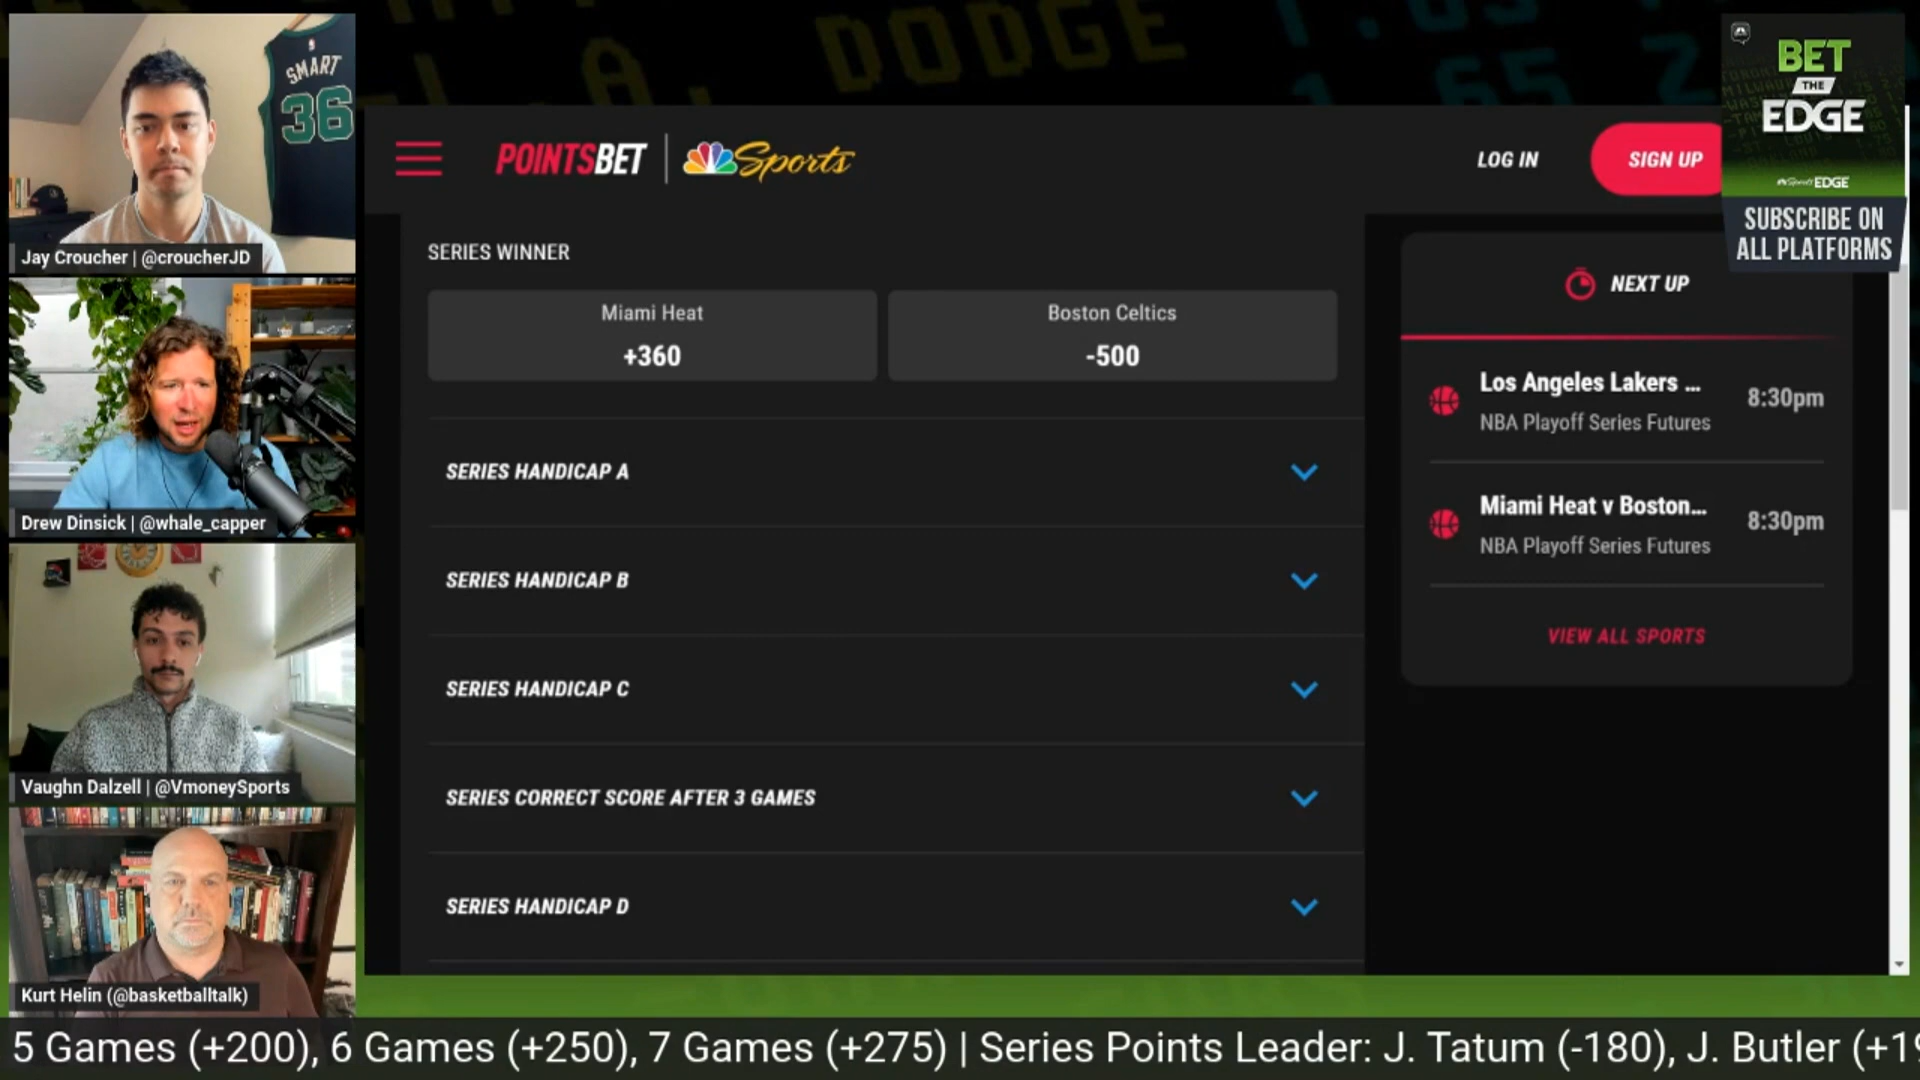 L.A. DODGE
1.65
SMART
36
Jay Croucher | @croucherJD
Drew Dinsick | @whale_capper
Vaughn Dalzell | @VmoneySports
Kurt Helin (@basketballtalk)
POINTSBET | Sports
LOG IN
SIGN UP
BET
THE
EDGE
Sports EDGE
SUBSCRIBE ON
ALL PLATFORMS
SERIES WINNER
Miami Heat
+360
Boston Celtics
-500
SERIES HANDICAP A
SERIES HANDICAP B
SERIES HANDICAP C
SERIES CORRECT SCORE AFTER 3 GAMES
SERIES HANDICAP D
NEXT UP
Los Angeles Lakers ...
8:30pm
NBA Playoff Series Futures
Miami Heat v Boston...
8:30pm
NBA Playoff Series Futures
VIEW ALL SPORTS
5 Games (+200), 6 Games (+250), 7 Games (+275) | Series Points Leader: J. Tatum (-180), J. Butler (+19